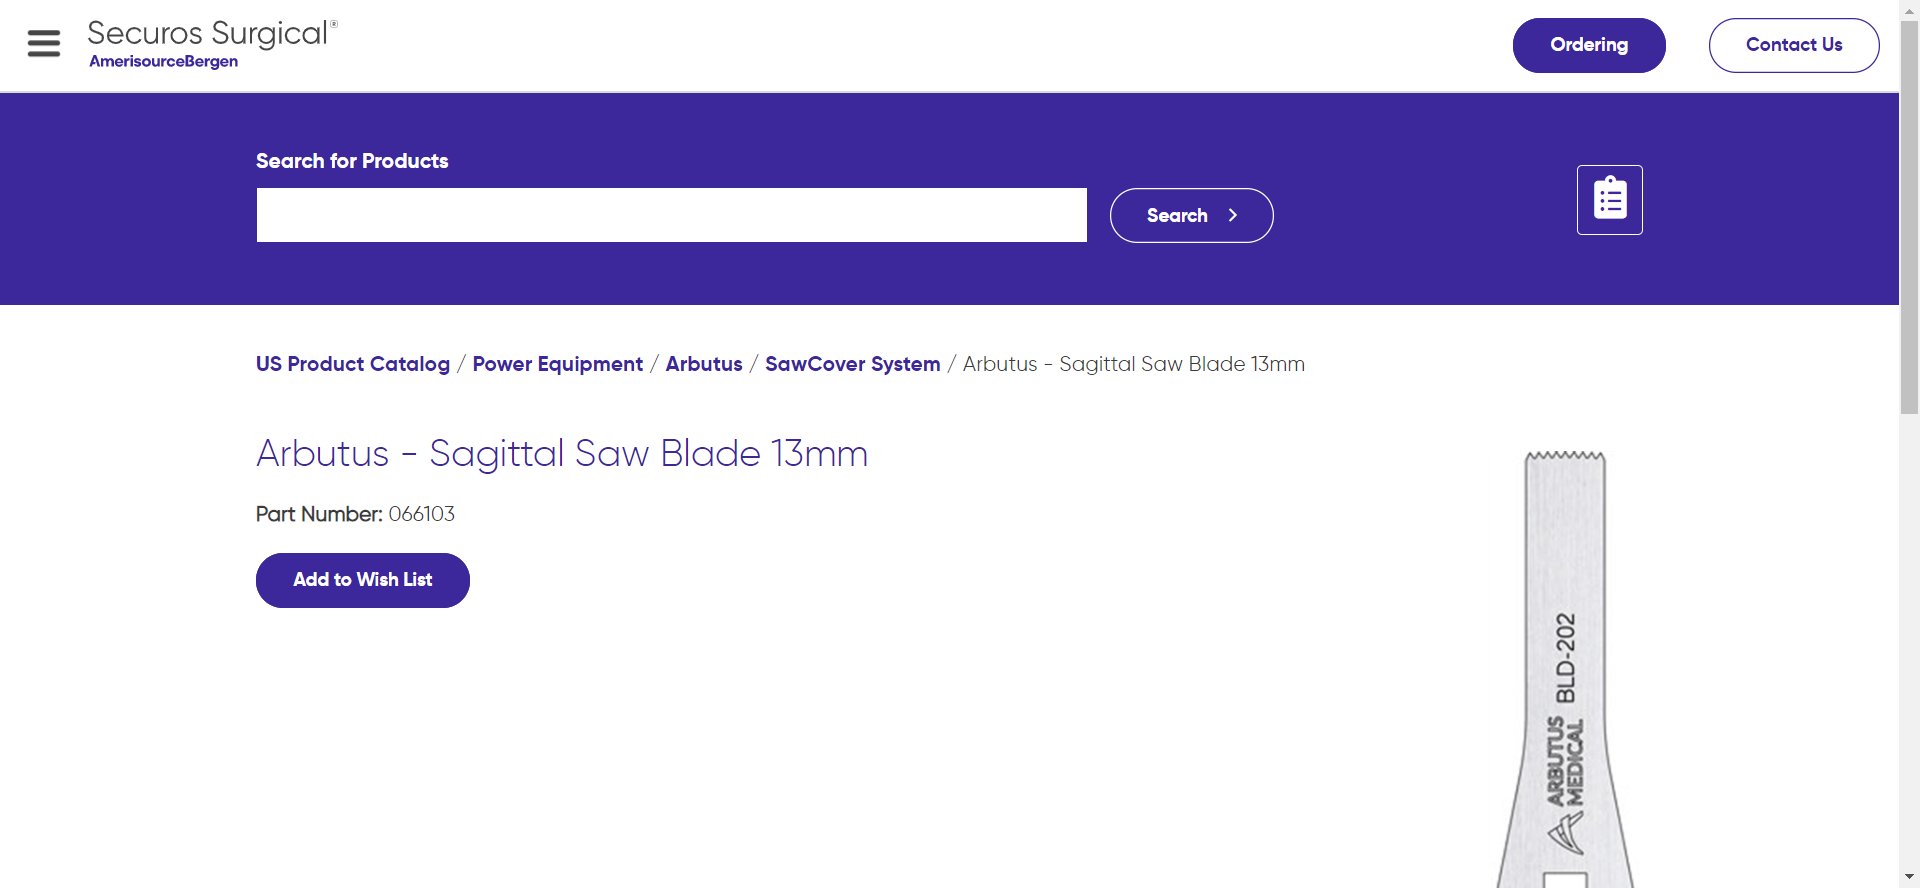 Securos Surgical®
AmerisourceBergen
Ordering
Contact Us
Search for Products
Search
US Product Catalog / Power Equipment / Arbutus / SawCover System / Arbutus - Sagittal Saw Blade 13mm
Arbutus - Sagittal Saw Blade 13mm
Part Number: 066103
Add to Wish List
ARBUTUS
MEDICAL
BLD-202